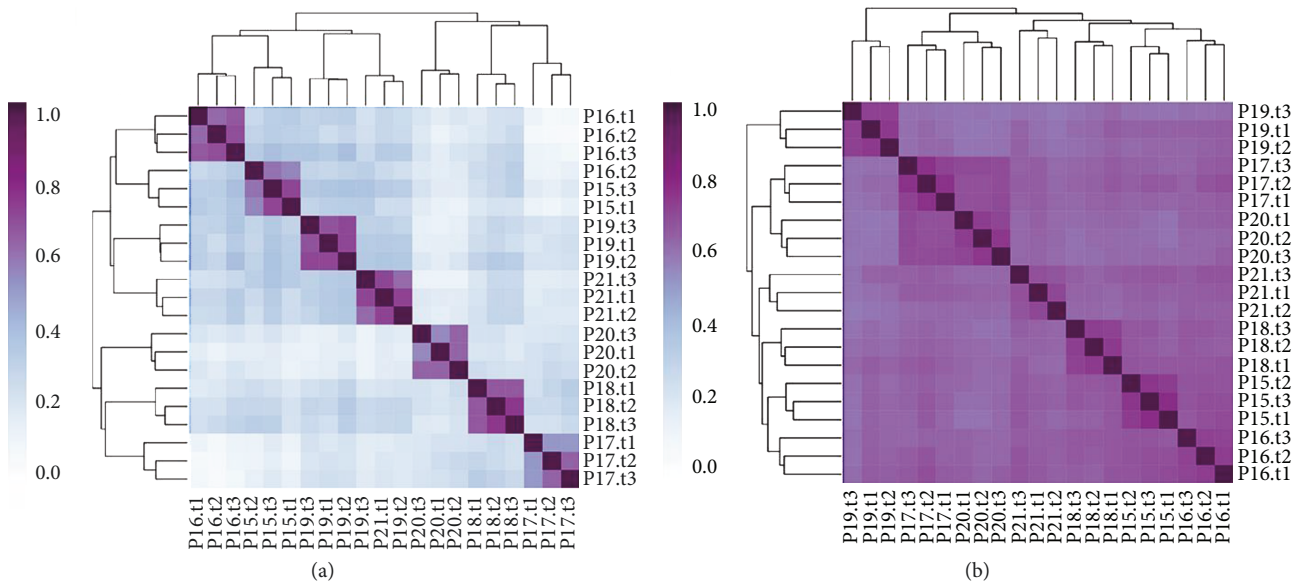 1.0
0.8
0.6
0.4
0.2
0.0
P16.t1
P16.t2
P16.t3
P16.t2
P15.t3
P15.t1
P19.t3
P19.t1
P19.t2
P21.t3
P21.t1
P21.t2
P20.t3
P20.t1
P20.t2
P18.t1
P18.t2
P18.t3
P17.t1
P17.t2
P17.t3
P16.t1
P16.t2
P16.t3
P15.t2
P15.t3
P15.t1
P19.t3
P19.t1
P19.t2
P19.t3
P21.t1
P19.t2
P20.t3
P20.t1
P20.t2
P18.t1
P18.t2
P18.t3
P17.t1
P17.t2
P17.t3
(a)
1.0
0.8
0.6
0.4
0.2
0.0
P19.t3
P19.t1
P19.t2
P17.t3
P17.t2
P17.t1
P20.t1
P20.t2
P20.t3
P21.t3
P21.t1
P21.t2
P18.t3
P18.t2
P18.t1
P15.t2
P15.t3
P15.t1
P16.t3
P16.t2
P16.t1
P19.t3
P19.t1
P19.t2
P17.t3
P17.t2
P17.t1
P20.t1
P20.t2
P20.t3
P21.t3
P21.t1
P21.t2
P18.t3
P18.t2
P18.t1
P15.t2
P15.t3
P15.t1
P16.t3
P16.t2
P16.t1
(b)